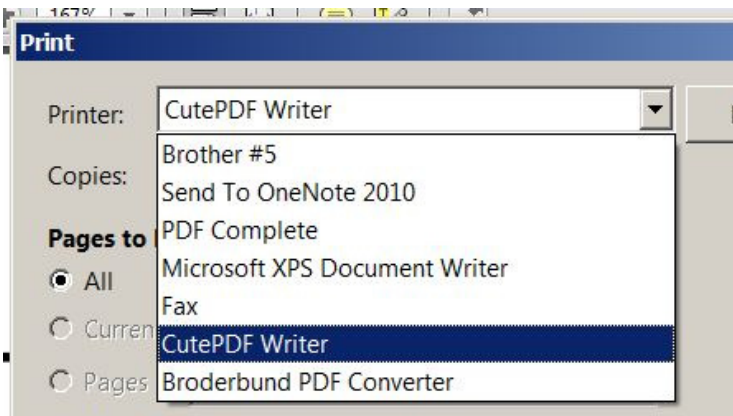 167%
Print
Printer: CutePDF Writer
Brother #5
Copies:
Send To OneNote 2010
Pages to PDF Complete
Microsoft XPS Document Writer
All
Fax
CutePDF Writer
Pages Broderbund PDF Converter